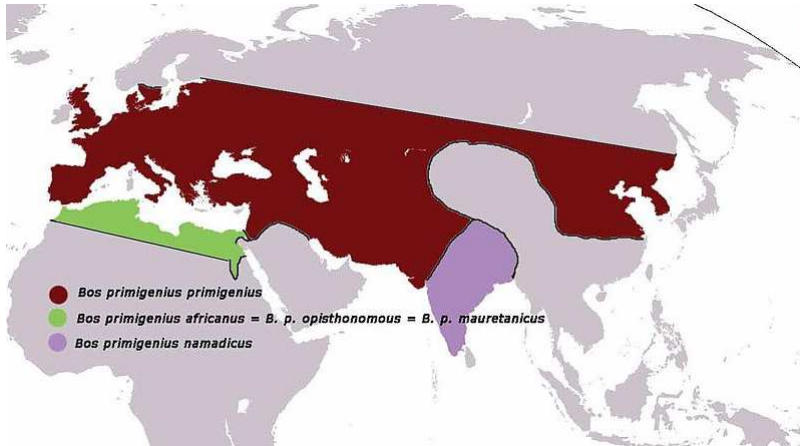 Bos primigenius primigenius
Bos primigenius africanus = B. p. opisthonomous = B. p. mauretanicus
Bos primigenius namadicus